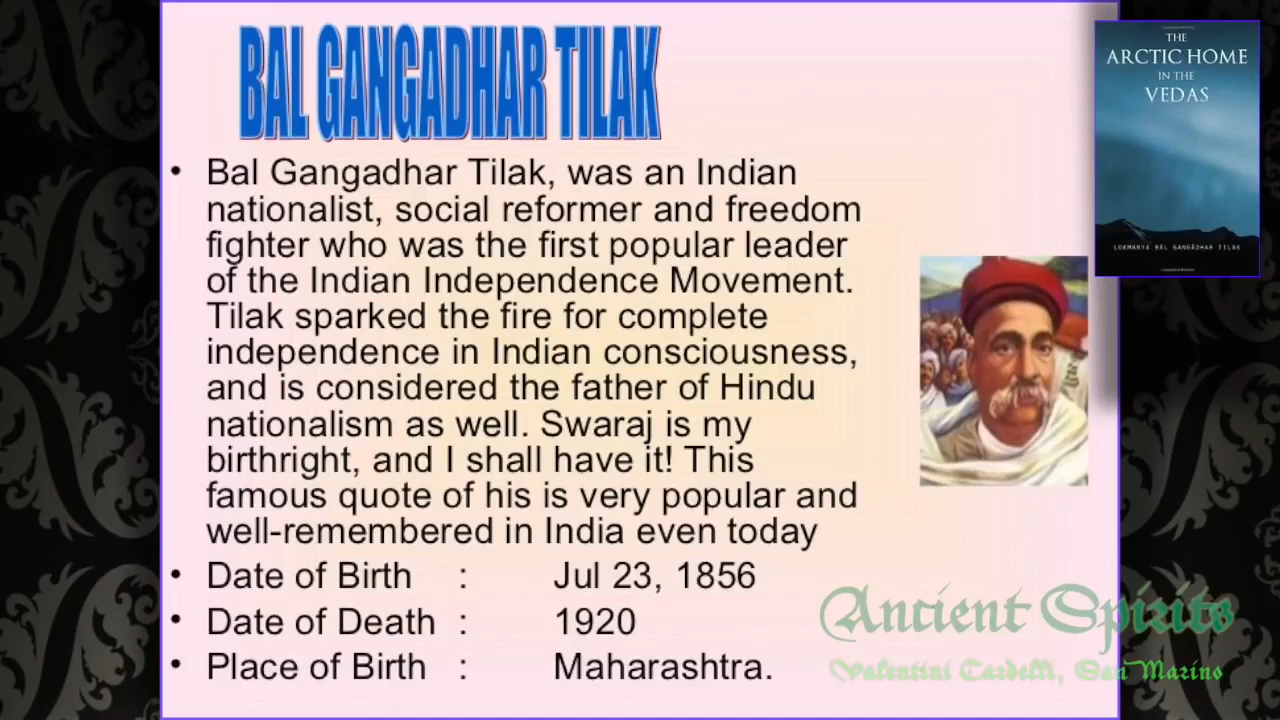 BAL GANGADHAR TILAK
• Bal Gangadhar Tilak, was an Indian
nationalist, social reformer and freedom
fighter who was the first popular leader
of the Indian Independence Movement.
Tilak sparked the fire for complete
independence in Indian consciousness,
and is considered the father of Hindu
nationalism as well. Swaraj is my
birthright, and I shall have it! This
famous quote of his is very popular and
well-remembered in India even today
• Date of Birth : Jul 23, 1856
• Date of Death : 1920
• Place of Birth : Maharashtra.
THE
ARCTIC HOME
IN THE
VEDAS
LOKMANYA BÂL GANGÂDHAR TILAK
Ancient Spirits
Valentini Cardelli, San Marino